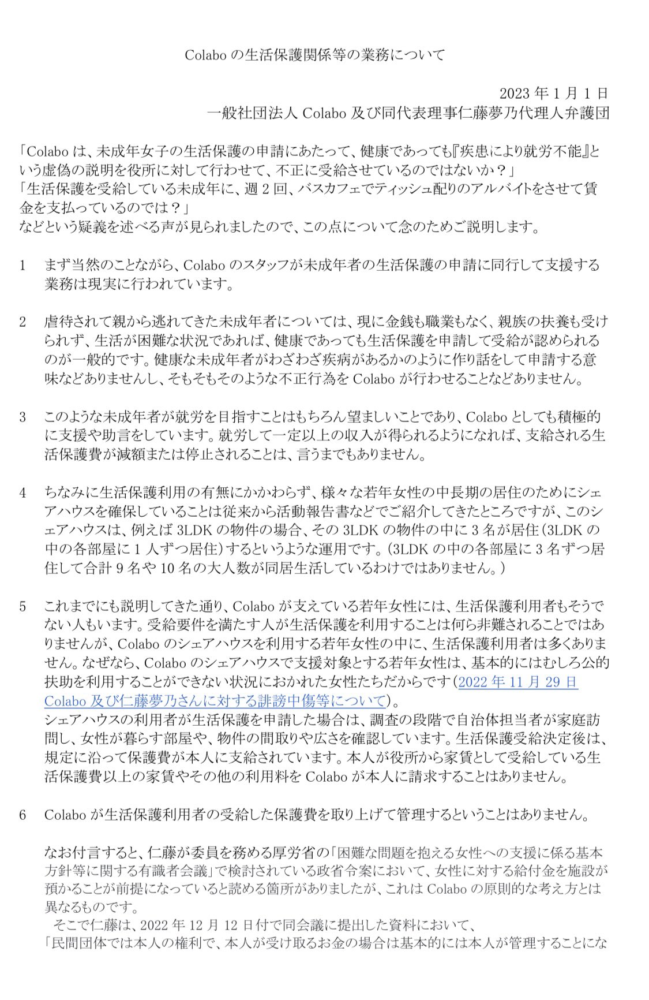 Colabo の生活保護関係等の業務について
2023 年 1 月 1 日
一般社団法人 Colabo 及び同代表理事仁藤夢乃代理人弁護団
「Colabo は、未成年女子の生活保護の申請にあたって、健康であっても『疾患により就労不能』と
いう虚偽の説明を役所に対して行わせて、不正に受給させているのではないか？」
「生活保護を受給している未成年に、週 2 回、バスカフェでティッシュ配りのアルバイトをさせて賃
金を支払っているのでは？」
などという疑義を述べる声が見られましたので、この点について念のためご説明します。
1 まず当然のことながら、Colabo のスタッフが未成年者の生活保護の申請に同行して支援する
業務は現実に行われています。
2 虐待されて親から逃れてきた未成年者については、現に金銭も職業もなく、親族の扶養も受け
られず、生活が困難な状況であれば、健康であっても生活保護を申請して受給が認められる
のが一般的です。健康な未成年者がわざわざ疾病があるかのように作り話をして申請する意
味などありませんし、そもそもそのような不正行為を Colabo が行わせることなどありません。
3 このような未成年者が就労を目指すことはもちろん望ましいことであり、Colabo としても積極的
に支援や助言をしています。就労して一定以上の収入が得られるようになれば、支給される生
活保護費が減額または停止されることは、言うまでもありません。
4 ちなみに生活保護利用の有無にかかわらず、様々な若年女性の中長期の居住のためにシェ
アハウスを確保していることは従来から活動報告書などでご紹介してきたところですが、このシ
ェアハウスは、例えば 3LDK の物件の場合、その 3LDK の物件の中に 3 名が居住（3LDK の
中の各部屋に 1 人ずつ居住）するというような運用です。（3LDK の中の各部屋に 3 名ずつ居
住して合計 9 名や 10 名の大人数が同居生活しているわけではありません。）
5 これまでにも説明してきた通り、Colabo が支えている若年女性には、生活保護利用者もそうで
ない人もいます。受給要件を満たす人が生活保護を利用することは何ら非難されることではあ
りませんが、Colabo のシェアハウスを利用する若年女性の中に、生活保護利用者は多くありま
せん。なぜなら、Colabo のシェアハウスで支援対象とする若年女性は、基本的にはむしろ公的
扶助を利用することができない状況におかれた女性たちだからです（2022 年 11 月 29 日
Colabo 及び仁藤夢乃さんに対する誹謗中傷等について）。
シェアハウスの利用者が生活保護を申請した場合は、調査の段階で自治体担当者が家庭訪
問し、女性が暮らす部屋や、物件の間取りや広さを確認しています。生活保護受給決定後は、
規定に沿って保護費が本人に支給されています。本人が役所から家賃として受給している生
活保護費以上の家賃やその他の利用料を Colabo が本人に請求することはありません。
6 Colabo が生活保護利用者の受給した保護費を取り上げて管理するということはありません。
なお付言すると、仁藤が委員を務める厚労省の「困難な問題を抱える女性への支援に係る基本
方針等に関する有識者会議」で検討されている政省令案において、女性に対する給付金を施設が
預かることが前提になっていると読める箇所がありましたが、これは Colabo の原則的な考え方とは
異なるものです。
そこで仁藤は、2022 年 12 月 12 日付で同会議に提出した資料において、
「民間団体では本人の権利で、本人が受け取るお金の場合は基本的には本人が管理することにな